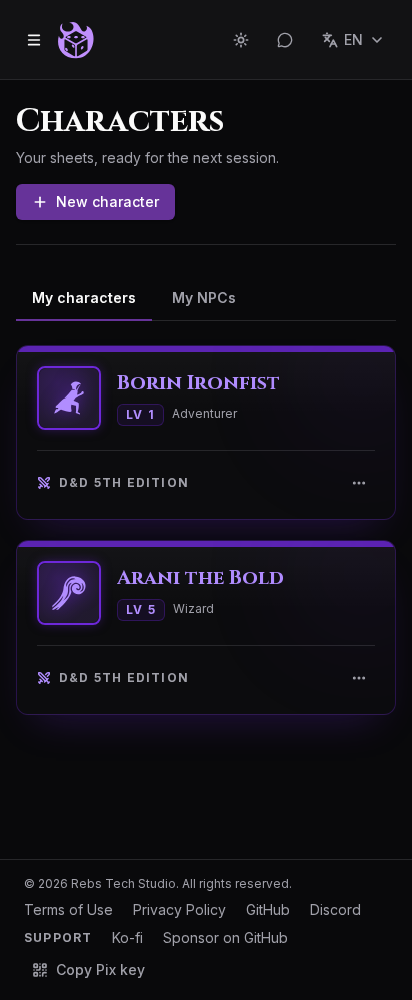 EN
Characters
Your sheets, ready for the next session.
New character
My characters
My NPCs
Borin Ironfist
LV 1 Adventurer
D&D 5TH EDITION
Arani the Bold
LV 5 Wizard
D&D 5TH EDITION
© 2026 Rebs Tech Studio. All rights reserved.
Terms of Use Privacy Policy GitHub Discord
SUPPORT Ko-fi Sponsor on GitHub
Copy Pix key